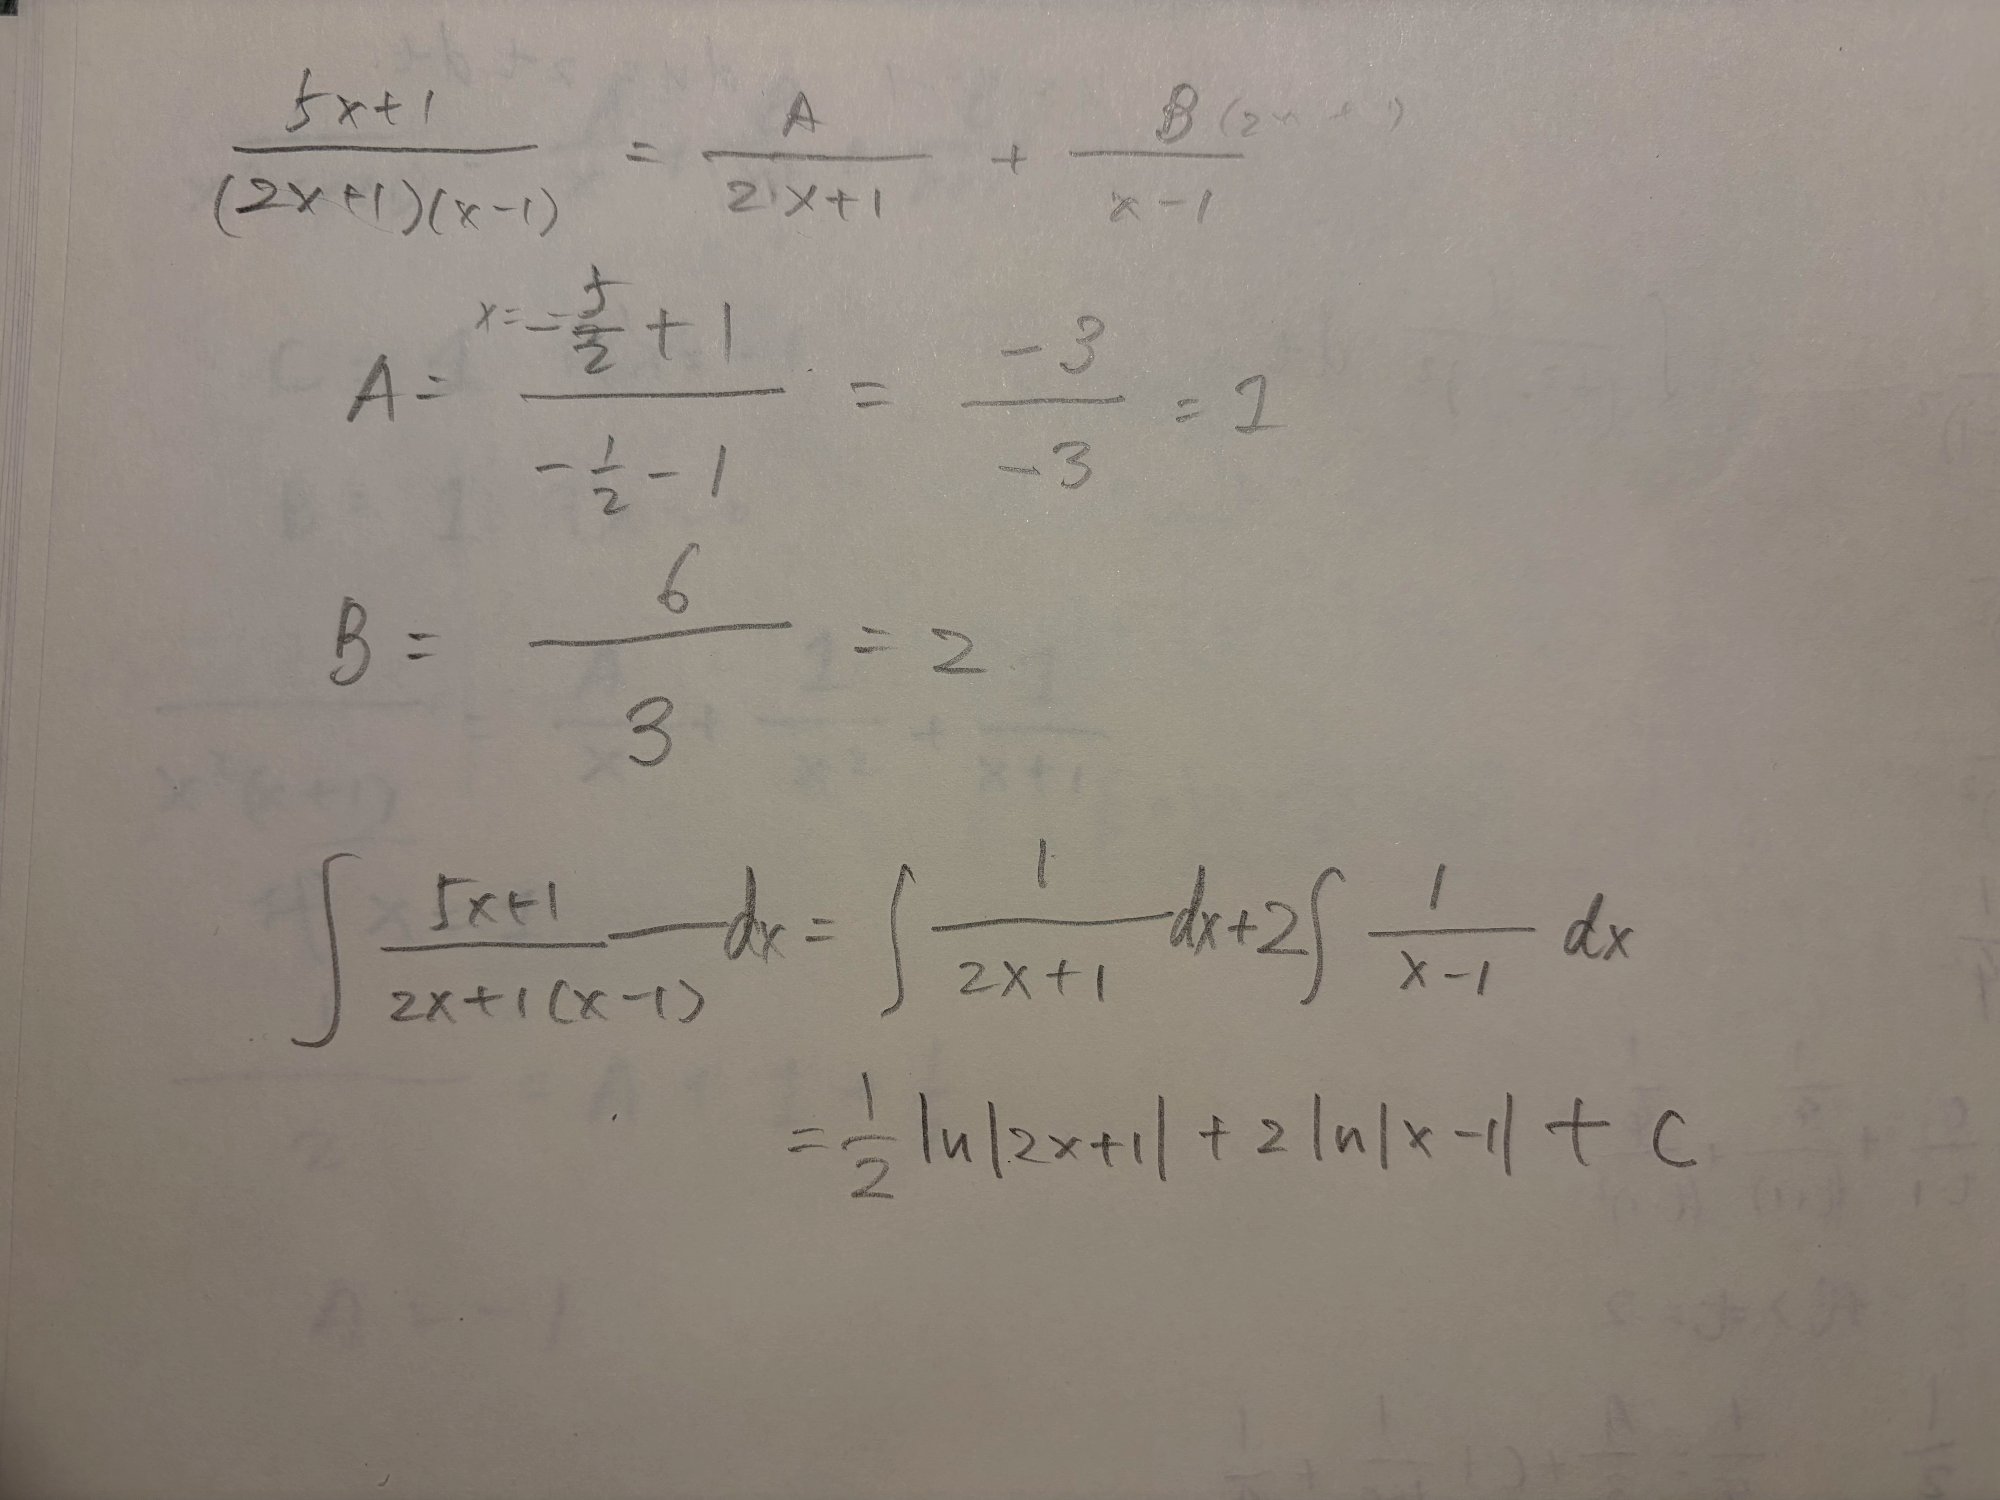 5x+1 / (2x+1)(x-1) = A / 2x+1 + B(2x+1) / x-1
A = x= -5/2 + 1 / -1/2 - 1 = -3 / -3 = 1
B = 6 / 3 = 2
∫ 5x+1 / 2x+1(x-1) dx = ∫ 1 / 2x+1 dx + 2∫ 1 / x-1 dx
= 1/2 ln|2x+1| + 2 ln|x-1| + C